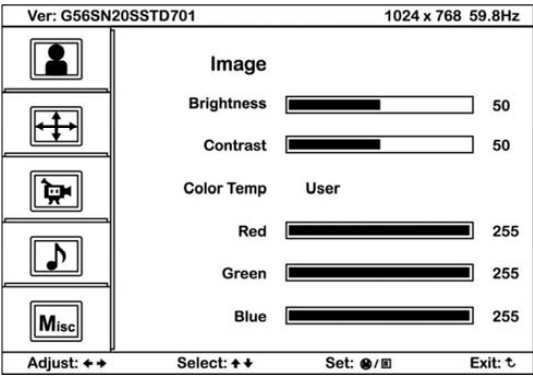 Ver: G56SN20SSTD701 1024 x 768 59.8Hz
Image
Brightness 50
Contrast 50
Color Temp User
Red 255
Green 255
Blue 255
Misc
Adjust: ←→ Select: ↑↓ Set: Ⓜ/▣ Exit: ↰